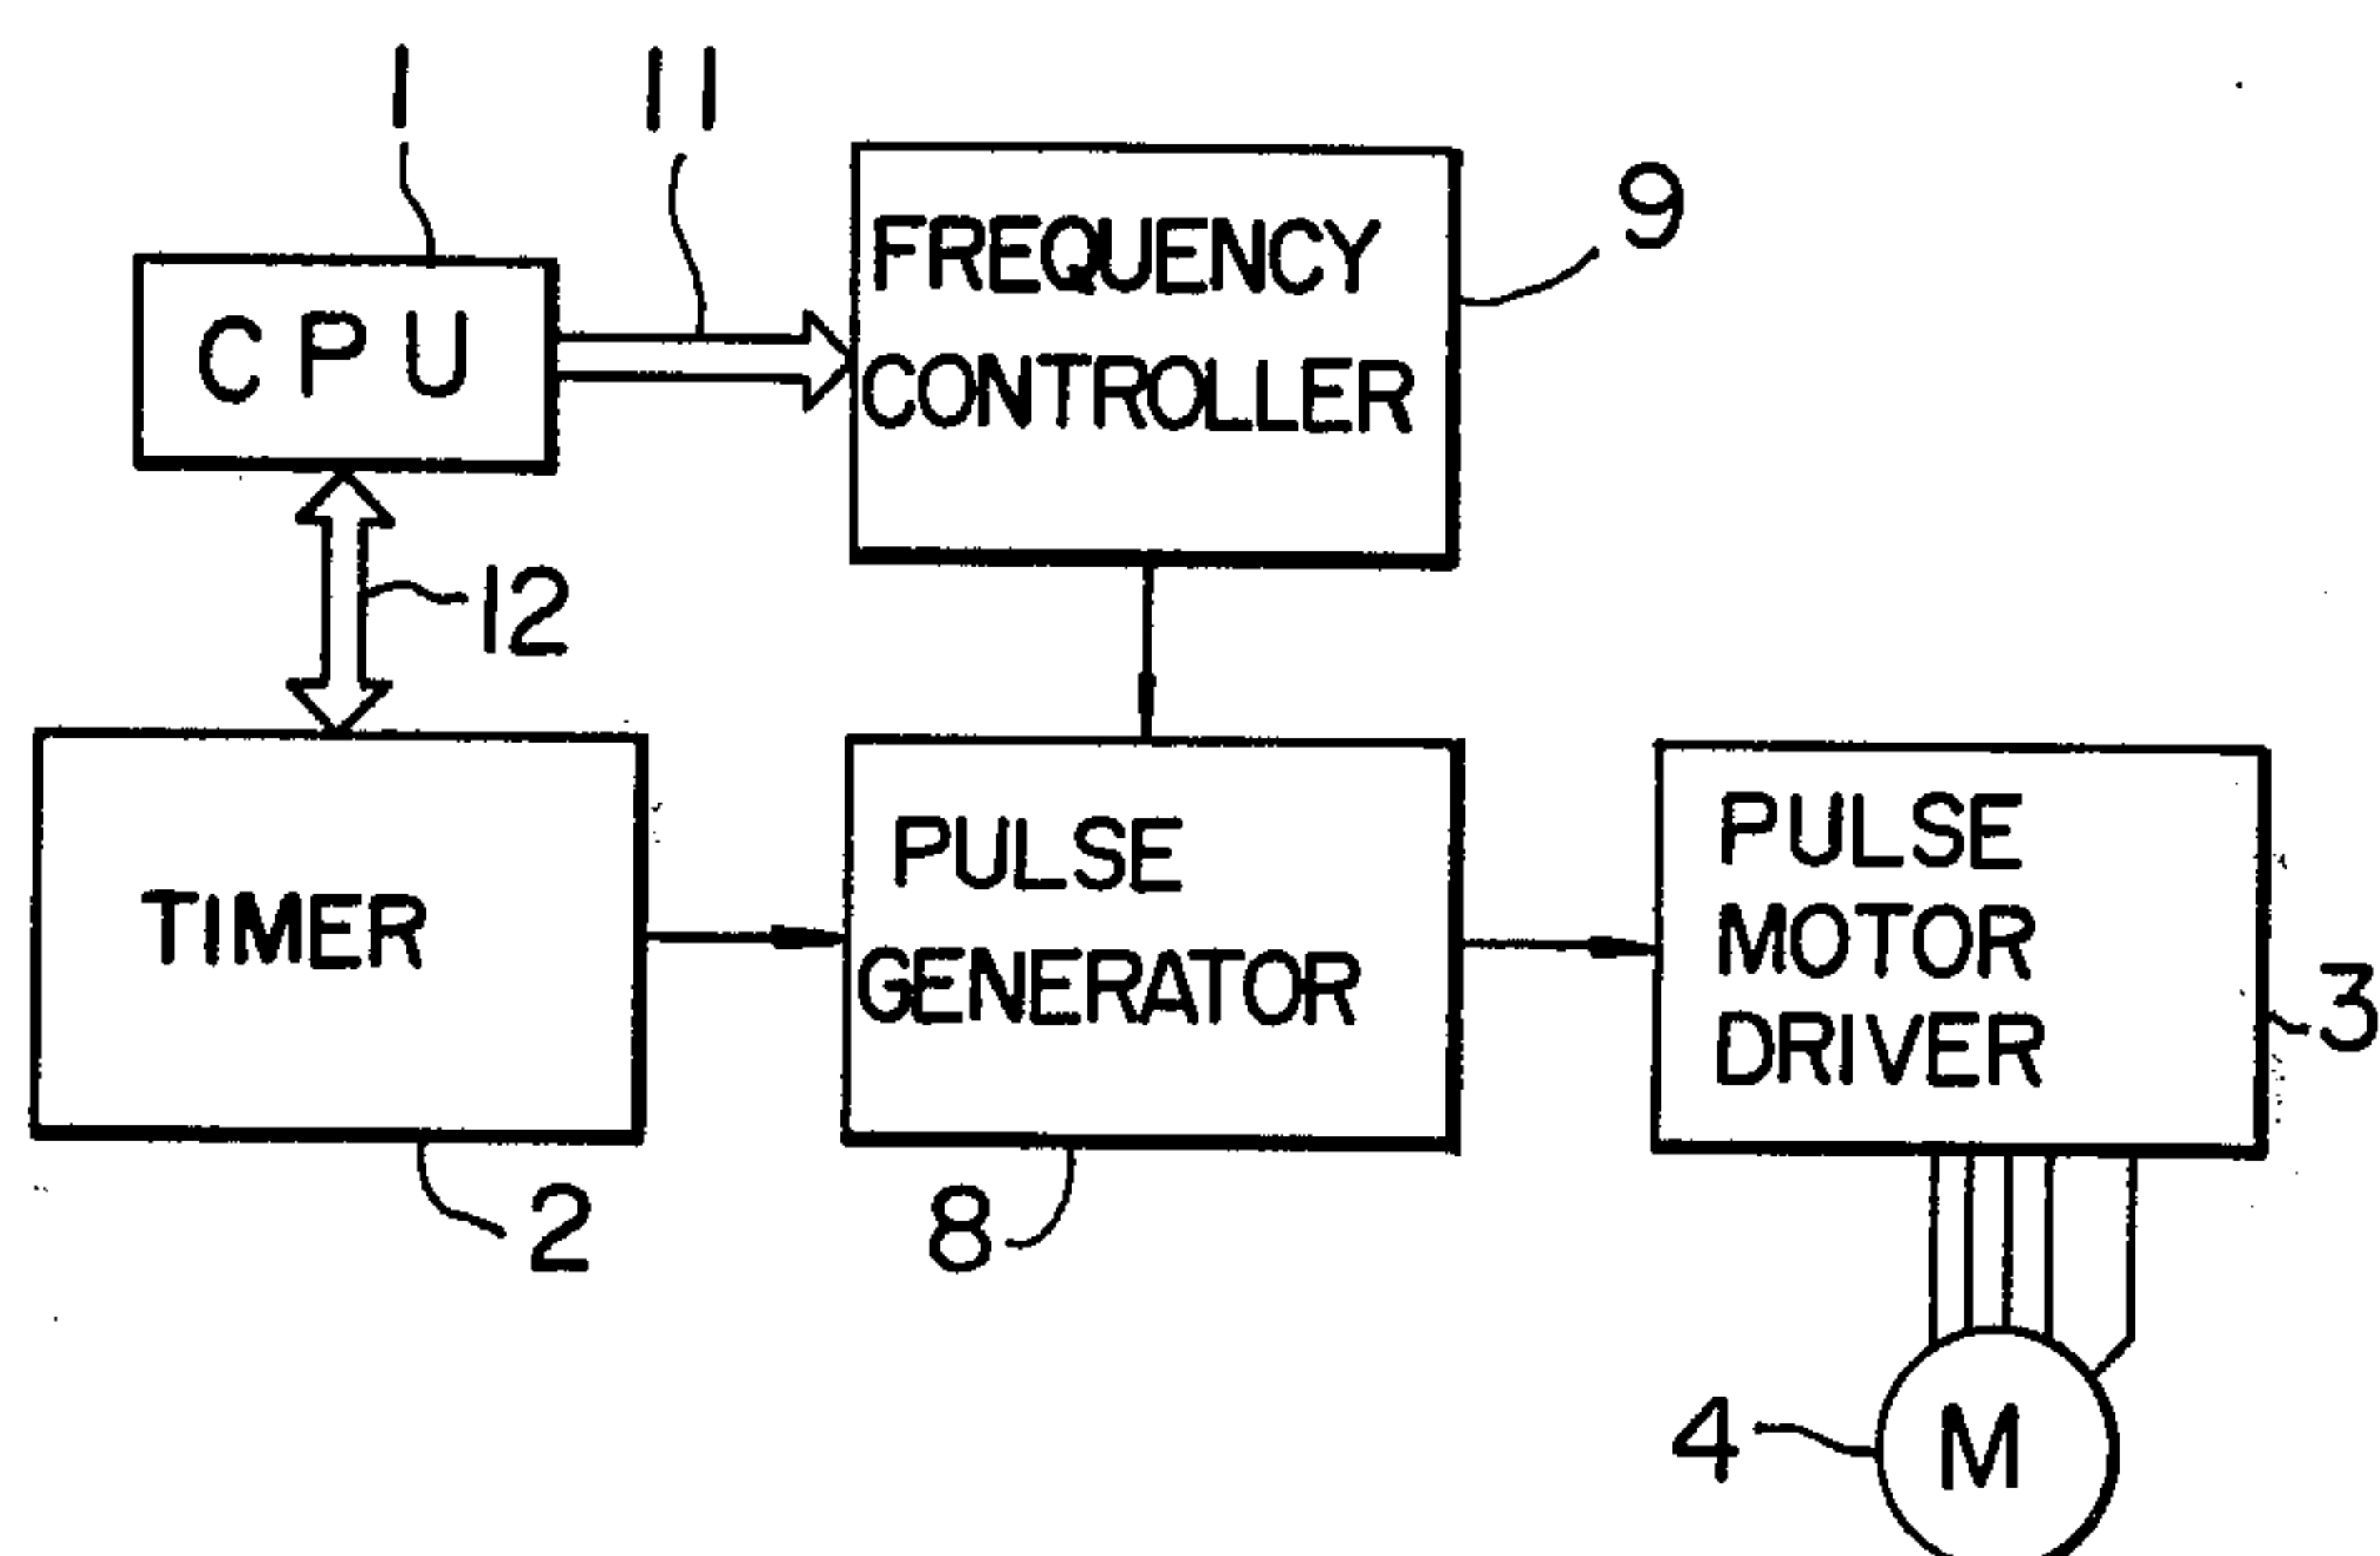 1
11
9
CPU
FREQUENCY
CONTROLLER
12
TIMER
PULSE
GENERATOR
PULSE
MOTOR
DRIVER
3
2
8
4
M